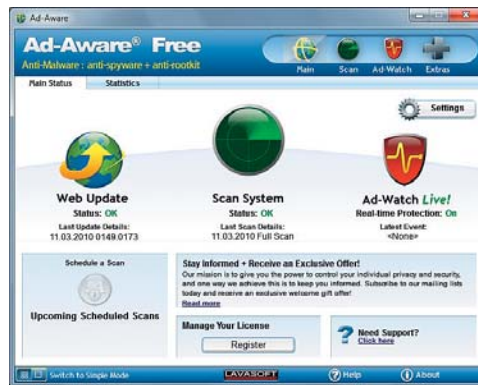 Ad-Aware
Ad-Aware® Free
Anti-Malware : anti-spyware + anti-rootkit
Main Scan Ad-Watch Extras
Main Status Statistics
Settings
Web Update
Status: OK
Last Update Details:
11.03.2010 0149.0173
Scan System
Status: OK
Last Scan Details:
11.03.2010 Full Scan
Ad-Watch Live!
Real-time Protection: On
Latest Event:
<None>
Schedule a Scan
Upcoming Scheduled Scans
Stay Informed + Receive an Exclusive Offer!
Our mission is to give you the power to control your individual privacy and security,
and one way we achieve this is to keep you informed. Subscribe to our mailing lists
today and receive an exclusive welcome gift offer!
Read more
Manage Your License
Register
Need Support?
Click here
Switch to Simple Mode
LAVASOFT
Help
About